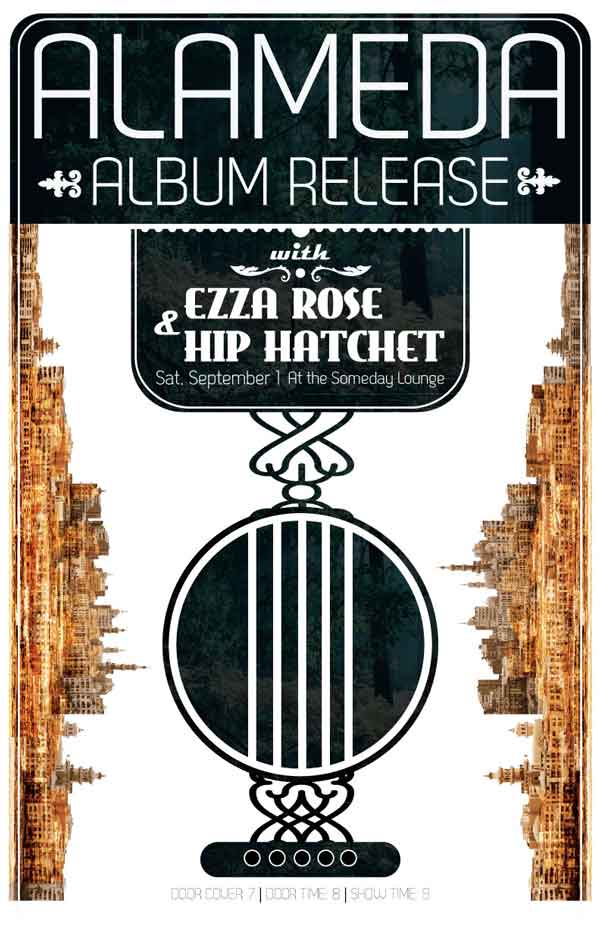 ALAMEDA
ALBUM RELEASE
with
EZZA ROSE
& HIP HATCHET
Sat, September 1 At the Someday Lounge
DOOR COVER 7 | DOOR TIME: 8 | SHOW TIME: 9